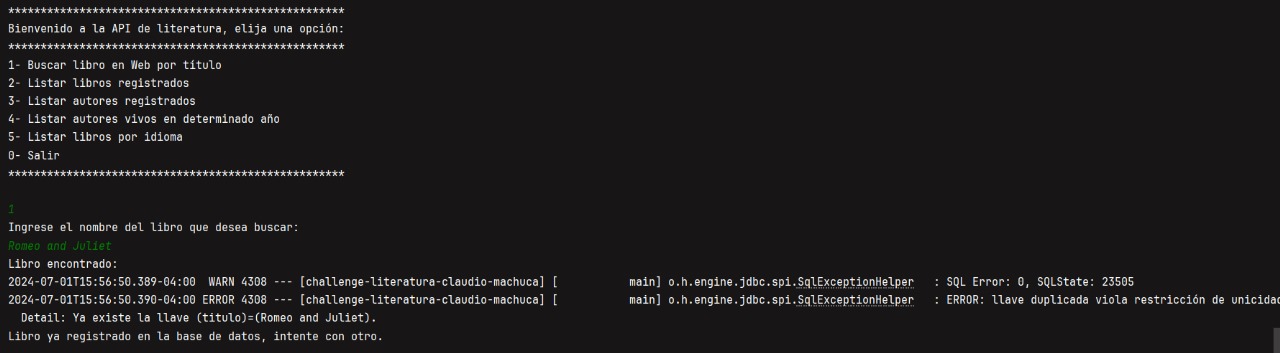 ****************************************************
Bienvenido a la API de literatura, elija una opción:
****************************************************
1- Buscar libro en Web por título
2- Listar libros registrados
3- Listar autores registrados
4- Listar autores vivos en determinado año
5- Listar libros por idioma
0- Salir
****************************************************
1
Ingrese el nombre del libro que desea buscar:
Romeo and Juliet
Libro encontrado:
2024-07-01T15:56:50.389-04:00  WARN 4308 --- [challenge-literatura-claudio-machuca] [           main] o.h.engine.jdbc.spi.SqlExceptionHelper   : SQL Error: 0, SQLState: 23505
2024-07-01T15:56:50.390-04:00 ERROR 4308 --- [challenge-literatura-claudio-machuca] [           main] o.h.engine.jdbc.spi.SqlExceptionHelper   : ERROR: llave duplicada viola restricción de unicidad
  Detail: Ya existe la llave (titulo)=(Romeo and Juliet).
Libro ya registrado en la base de datos, intente con otro.